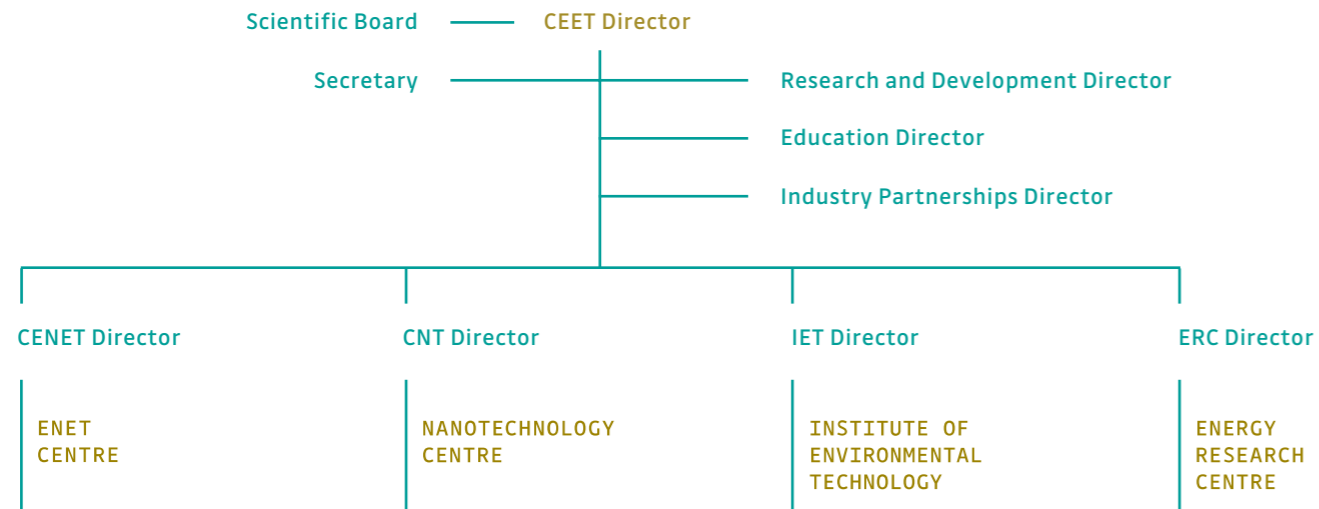 Scientific Board
CEET Director
Secretary
Research and Development Director
Education Director
Industry Partnerships Director
CENET Director
CNT Director
IET Director
ERC Director
ENET
CENTRE
NANOTECHNOLOGY
CENTRE
INSTITUTE OF
ENVIRONMENTAL
TECHNOLOGY
ENERGY
RESEARCH
CENTRE